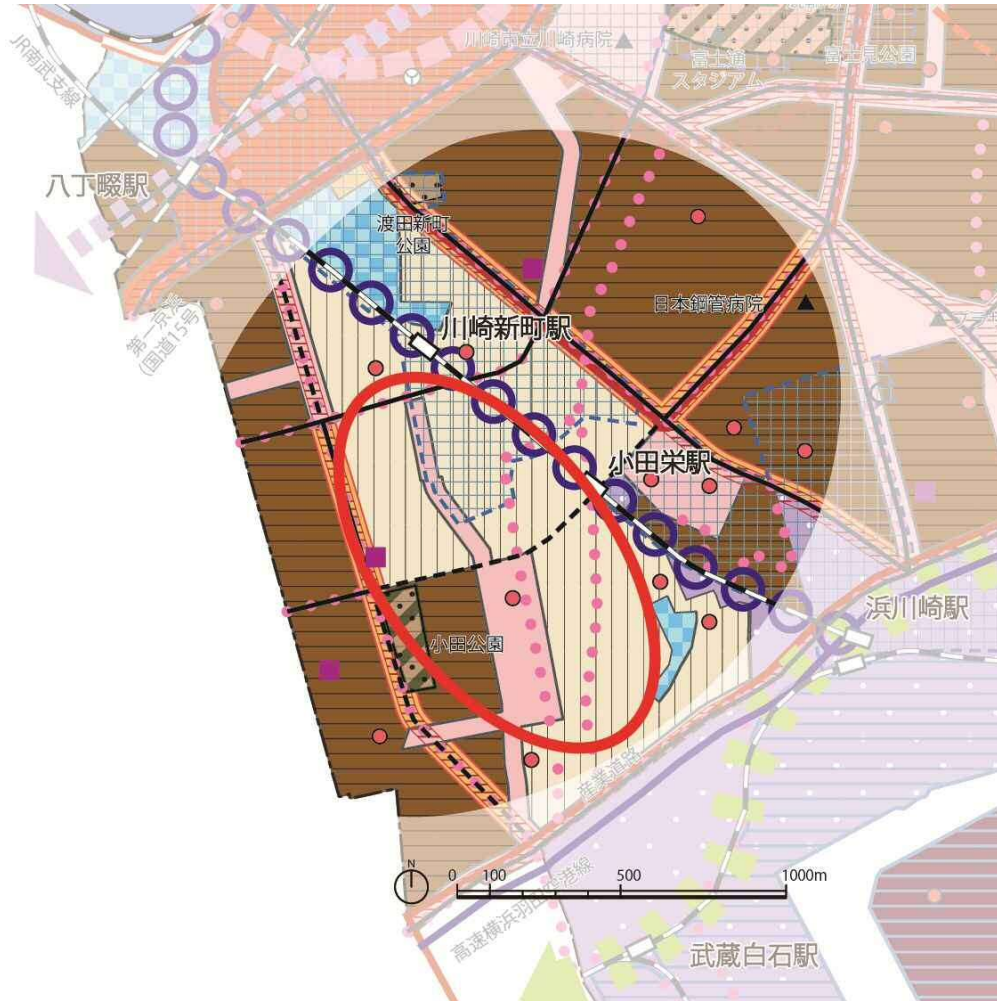 JR南武支線
川崎市立川崎病院
富士通
スタジアム
富士見公園
八丁畷駅
渡田新町
公園
日本鋼管病院
第一京浜
(国道15号
川崎新町駅
小田栄駅
浜川崎駅
小田公園
産業道路
N
0 100 500 1000m
高速横浜羽田空港線
武蔵白石駅